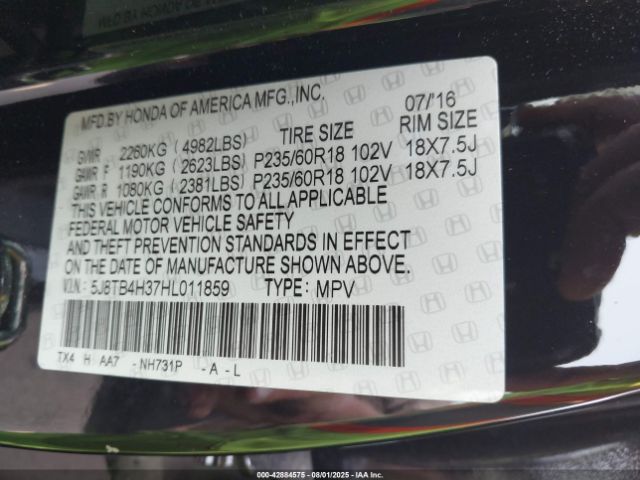 MFD.BY HONDA OF AMERICA MFG.,INC. 07/'16
GVWR 2260KG (4982LBS) TIRE SIZE RIM SIZE
GAWR F 1190KG (2623LBS) P235/60R18 102V 18X7.5J
GAWR R 1080KG (2381LBS) P235/60R18 102V 18X7.5J
THIS VEHICLE CONFORMS TO ALL APPLICABLE
FEDERAL MOTOR VEHICLE SAFETY
AND THEFT PREVENTION STANDARDS IN EFFECT
ON THE DATE OF MANUFACTURE SHOWN ABOVE.
V.I.N.: 5J8TB4H37HL011859 TYPE: MPV
TX4 H AA7 - NH731P - A - L
000-42884575 - 08/01/2025 - IAA Inc.